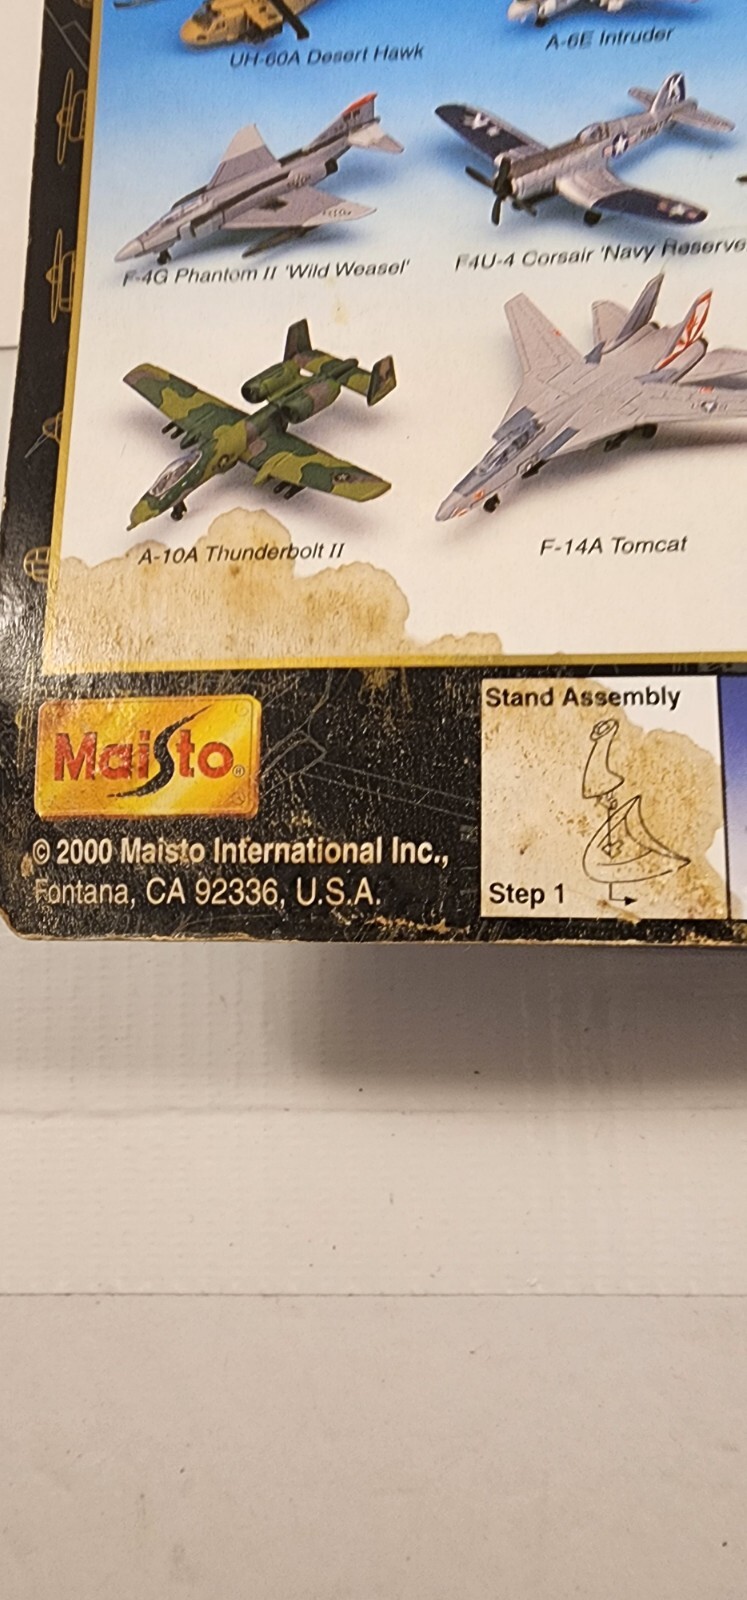 UH-60A Desert Hawk
A-6E Intruder
F-4G Phantom II 'Wild Weasel'
F4U-4 Corsair 'Navy Reserve
A-10A Thunderbolt II
F-14A Tomcat
Maisto®
© 2000 Maisto International Inc.,
Fontana, CA 92336, U.S.A.
Stand Assembly
Step 1